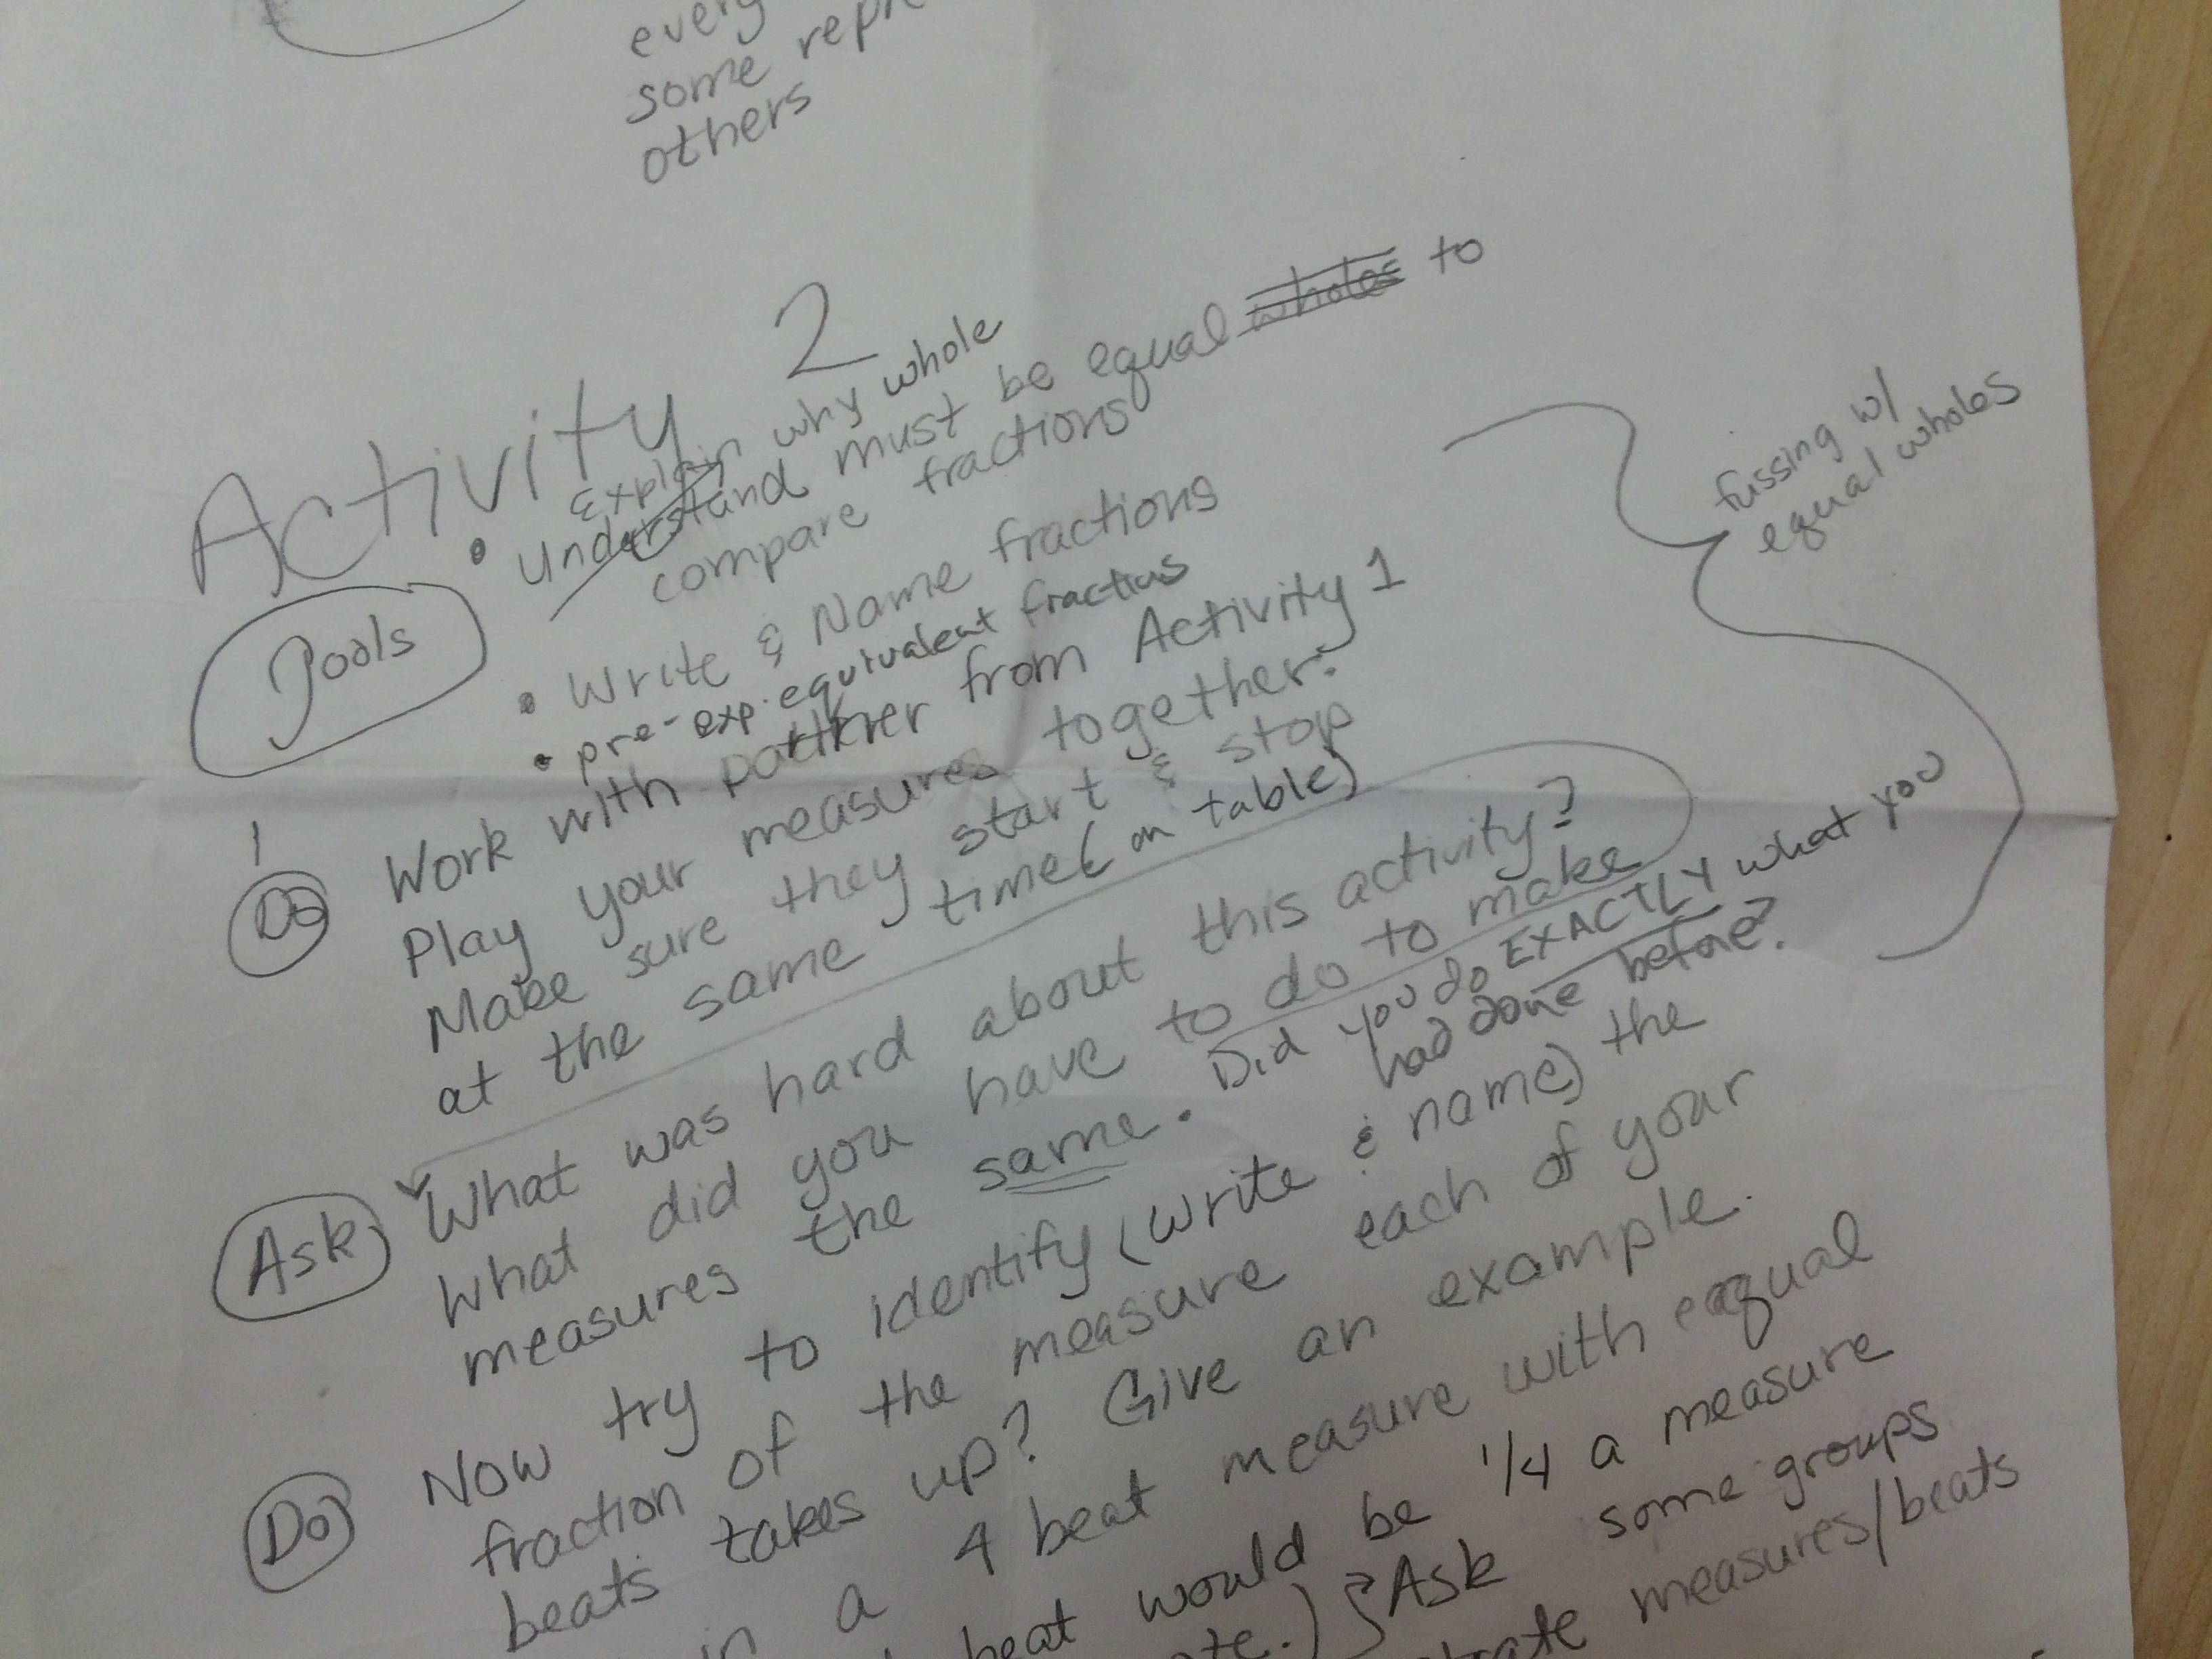 every
some repr
others
Activity 2
Goals
Explain why whole
• Understand must be equal wholes to
compare fractions
• Write & Name fractions
• pre-exp. equivalent fractions
fussing w/
equal wholes
1
Do Work with partner from Activity 1
Play your measures together.
Make sure they start & stop
at the same time (on table)
Ask What was hard about this activity?
What did you have to do to make
measures the same. Did you do EXACTLY what you
had done before?
Do Now try to identify (write & name) the
fraction of the measure each of your
beats takes up? Give an example.
in a 4 beat measure with equal
beat would be 1/4 a measure
Ask some groups
measures/beats